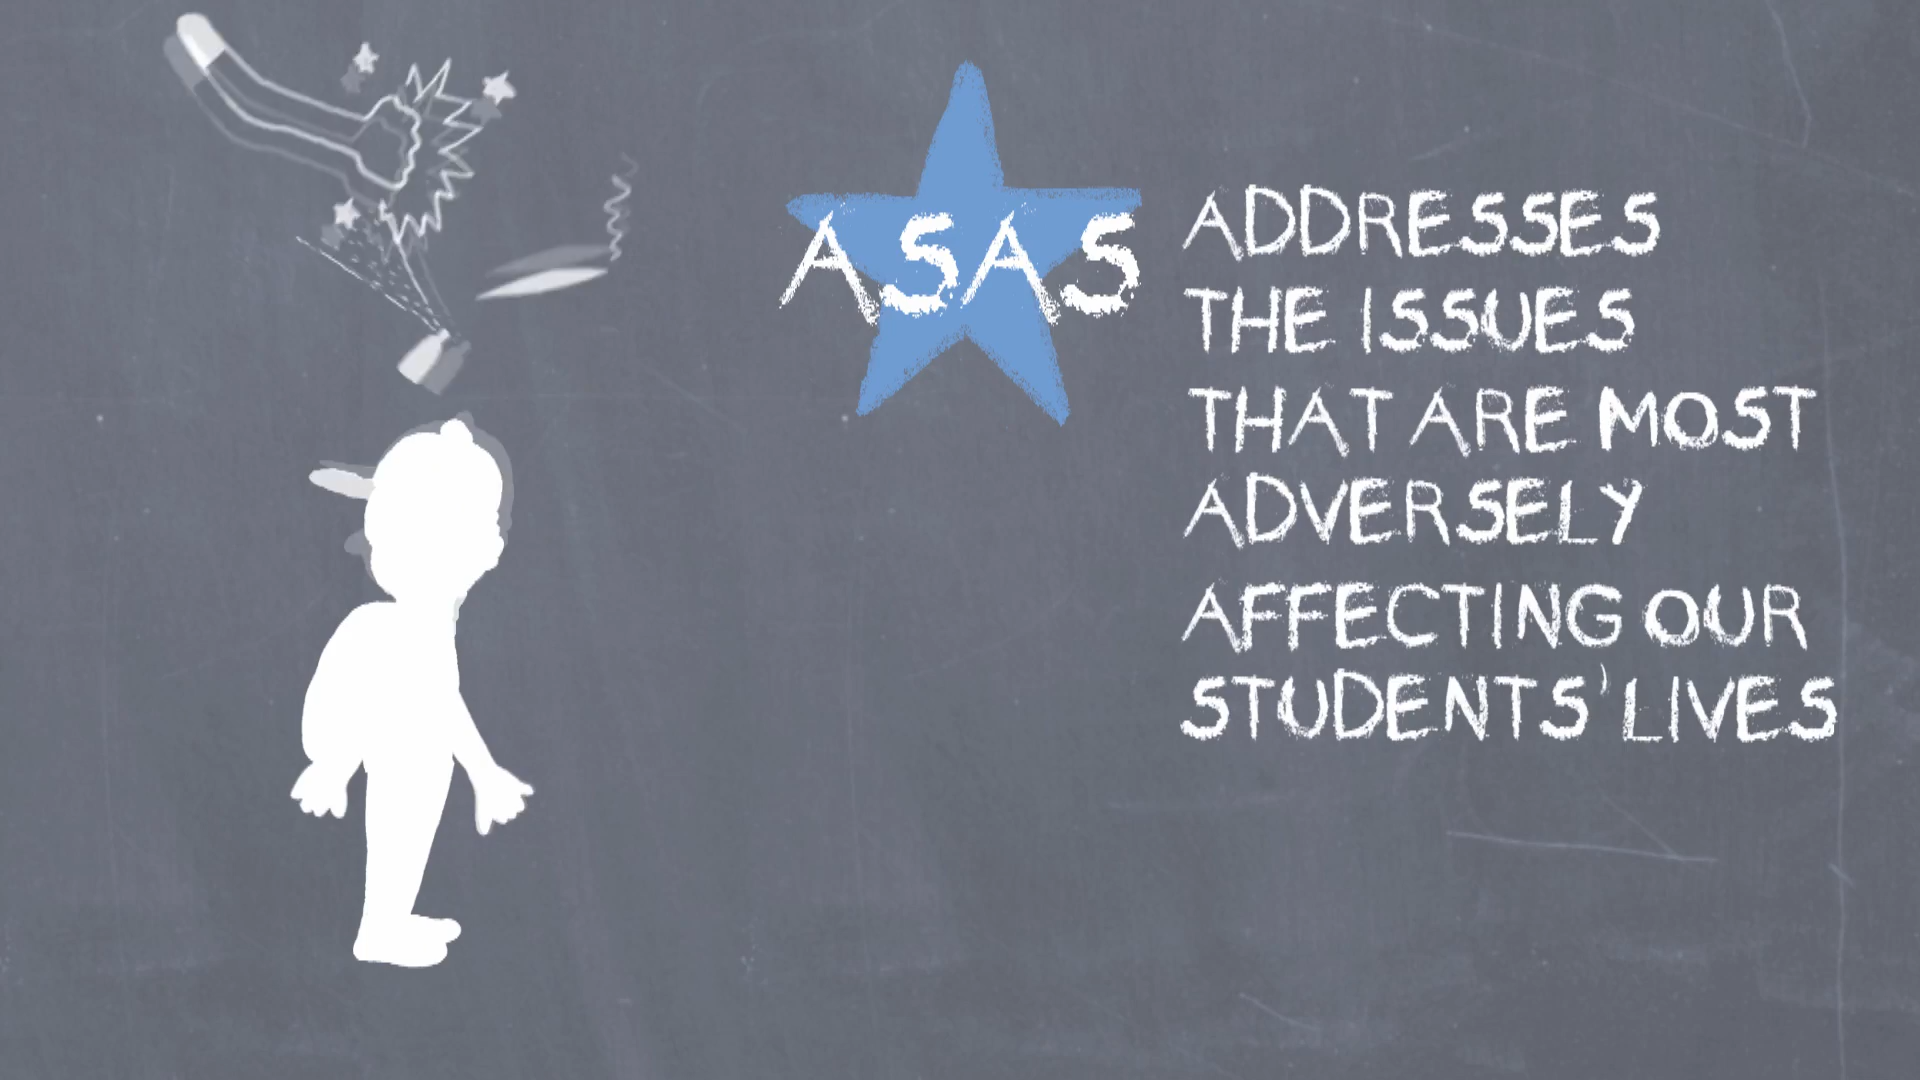 ASAS
ADDRESSES
THE ISSUES
THAT ARE MOST
ADVERSELY
AFFECTING OUR
STUDENTS' LIVES